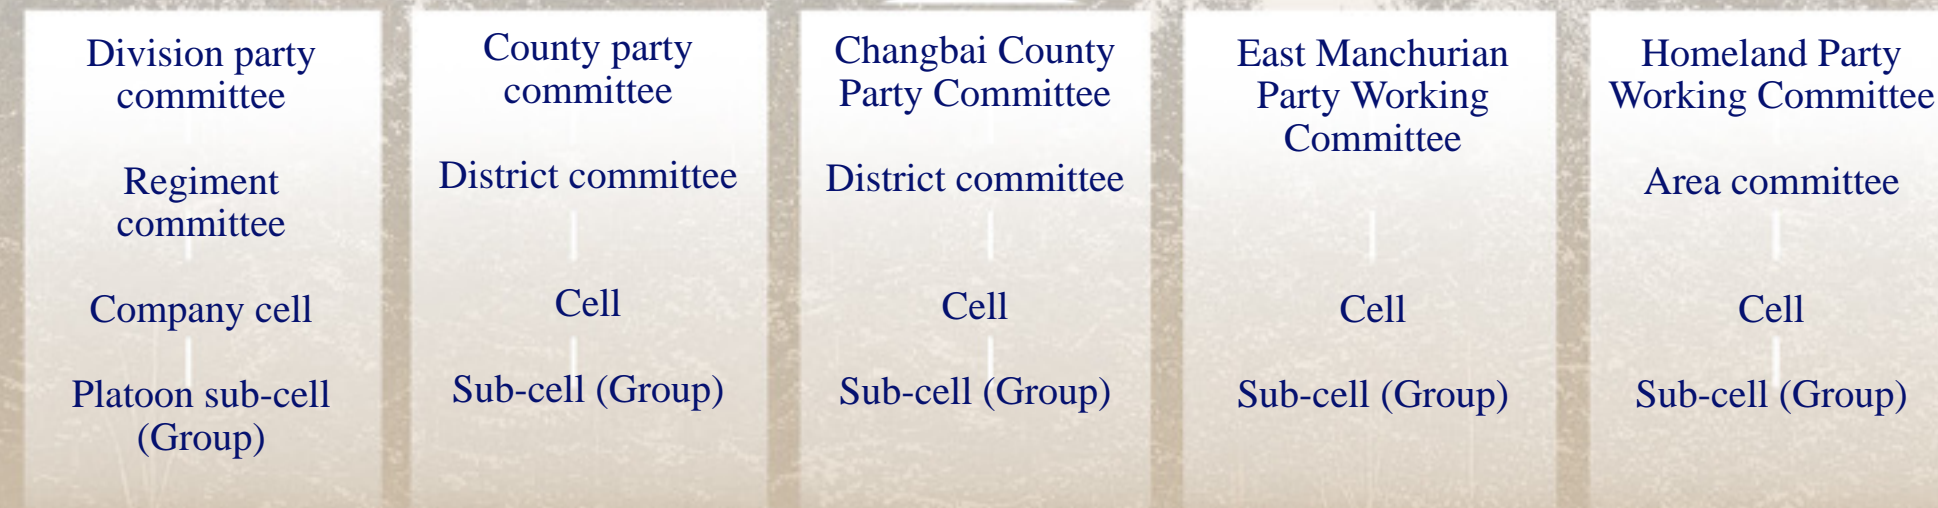 Division party
committee
Regiment
committee
Company cell
Platoon sub-cell
(Group)
County party
committee
District committee
Cell
Sub-cell (Group)
Changbai County
Party Committee
District committee
Cell
Sub-cell (Group)
East Manchurian
Party Working
Committee
Cell
Sub-cell (Group)
Homeland Party
Working Committee
Area committee
Cell
Sub-cell (Group)